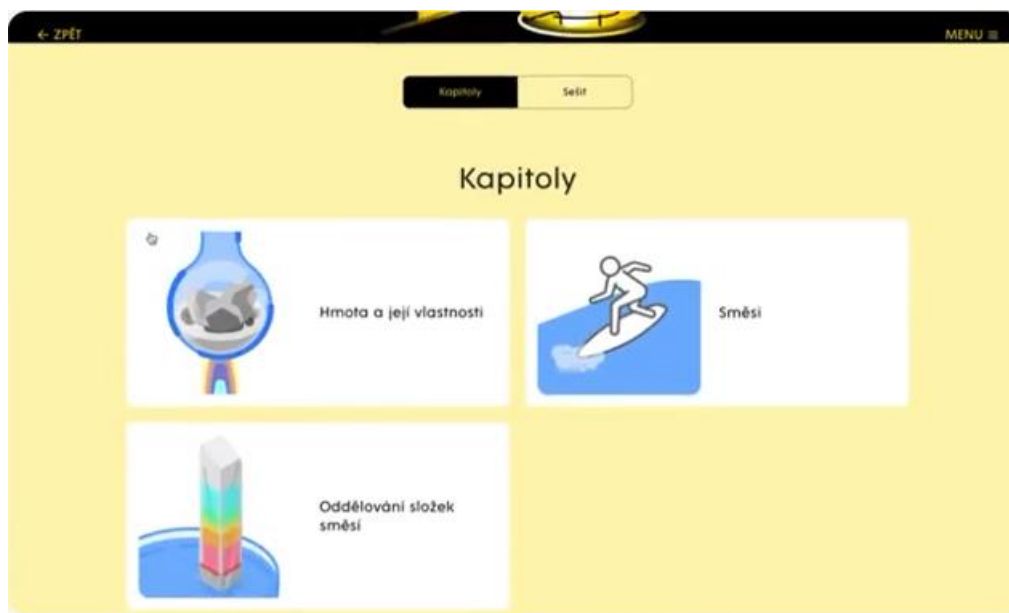 ← ZPĚT
MENU ≡
Kapitoly
Sešit
Kapitoly
Hmota a její vlastnosti
Směsi
Oddělování složek
směsí